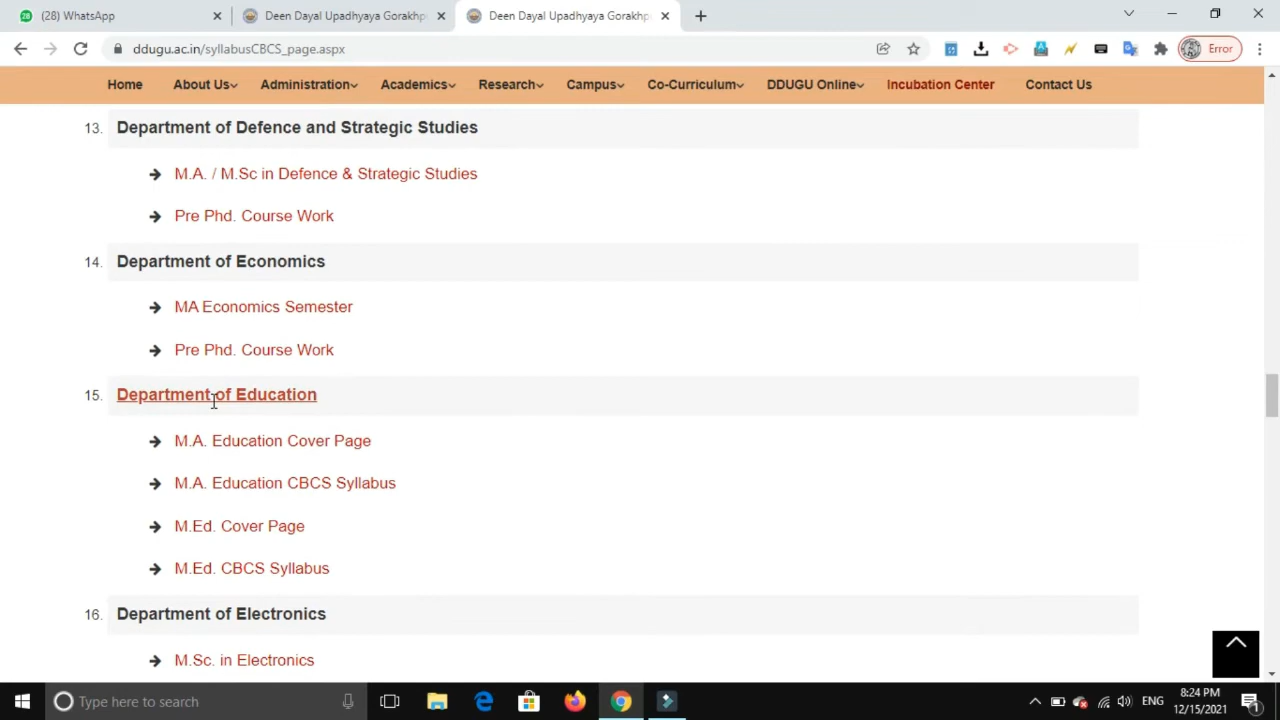 28
(28) WhatsApp
Deen Dayal Upadhyaya Gorakhp
Deen Dayal Upadhyaya Gorakhp
ddugu.ac.in/syllabusCBCS_page.aspx
Error
Home About Us Administration Academics Research Campus Co-Curriculum DDUGU Online Incubation Center Contact Us
13. Department of Defence and Strategic Studies
M.A. / M.Sc in Defence & Strategic Studies
Pre Phd. Course Work
14. Department of Economics
MA Economics Semester
Pre Phd. Course Work
15. Department of Education
M.A. Education Cover Page
M.A. Education CBCS Syllabus
M.Ed. Cover Page
M.Ed. CBCS Syllabus
16. Department of Electronics
M.Sc. in Electronics
Type here to search
ENG
8:24 PM
12/15/2021
1